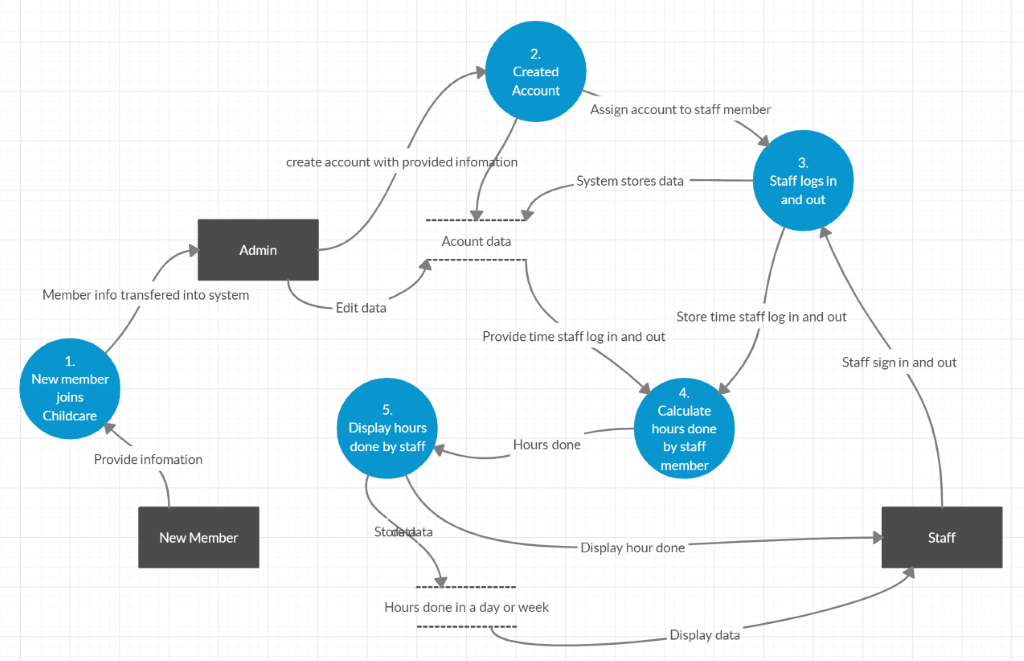 2.
Created
Account
Assign account to staff member
3.
Staff logs in
and out
create account with provided infomation
System stores data
Acount data
Admin
Member info transfered into system
Edit data
Provide time staff log in and out
Store time staff log in and out
Staff sign in and out
1.
New member
joins
Childcare
5.
Display hours
done by staff
4.
Calculate
hours done
by staff
member
Hours done
Provide infomation
New Member
Store data
Display hour done
Staff
Hours done in a day or week
Display data